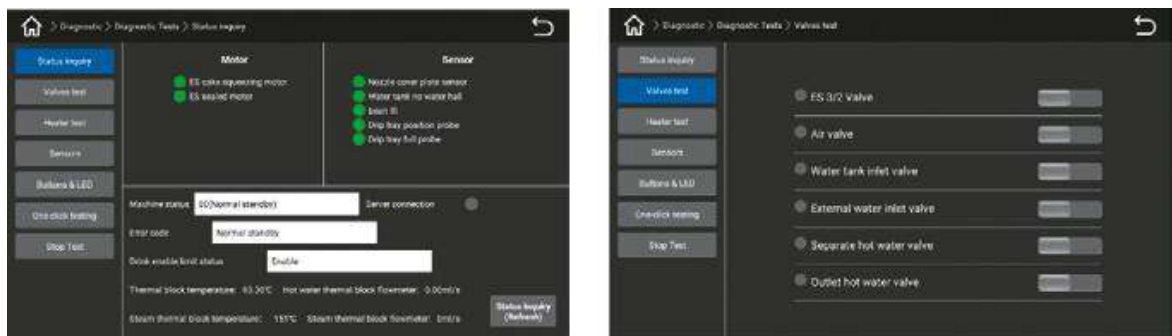 > Diagnostic > Diagnostic Tests > Status inquiry
Status inquiry
Valves test
Heater test
Sensors
Buttons & LED
One-click testing
Stop Test
Motor
ES cake squeezing motor
ES sealed motor
Sensor
Nozzle cover plate sensor
Water tank no water hall
bean lll
Drip tray position probe
Drip tray full probe
Machine status 00(Normal standby) Server connection
Error code Normal standby
Drink enable limit status Enable
Thermal block temperature: 93.30℃ Hot water thermal block flowmeter: 0.00ml/s
Steam thermal block temperature: 151℃ Steam thermal block flowmeter: 0ml/s
Status Inquiry
(Refresh)
> Diagnostic > Diagnostic Tests > Valves test
Status inquiry
Valves test
Heater test
Sensors
Buttons & LED
One-click testing
Stop Test
ES 3/2 Valve
Air valve
Water tank inlet valve
External water inlet valve
Separate hot water valve
Outlet hot water valve